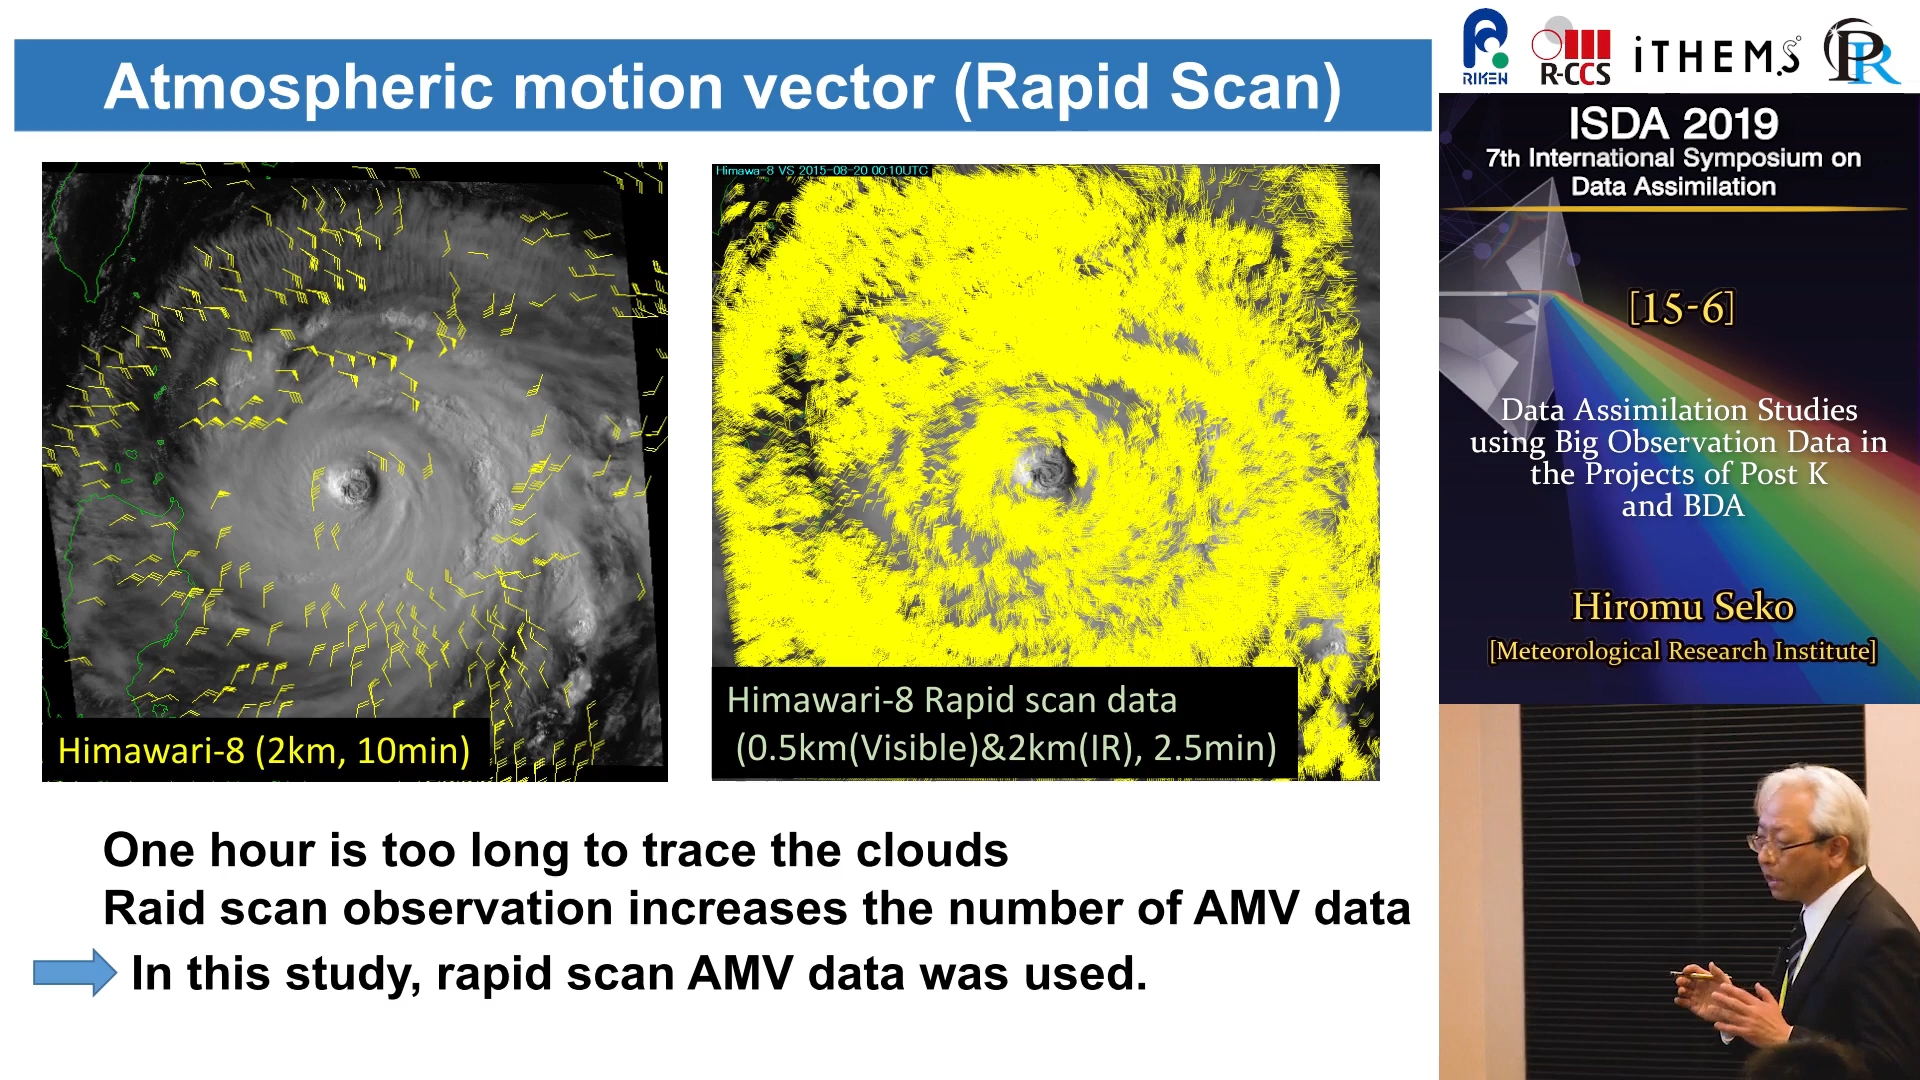 Atmospheric motion vector (Rapid Scan)
Himawa-8 VS 2015-08-20 00:10UTC
Himawari-8 (2km, 10min)
Himawari-8 Rapid scan data
(0.5km(Visible)&2km(IR), 2.5min)
One hour is too long to trace the clouds
Raid scan observation increases the number of AMV data
In this study, rapid scan AMV data was used.
RIKEN
R-CCS
iTHEMS
PR
ISDA 2019
7th International Symposium on
Data Assimilation
[15-6]
Data Assimilation Studies
using Big Observation Data in
the Projects of Post K
and BDA
Hiromu Seko
[Meteorological Research Institute]